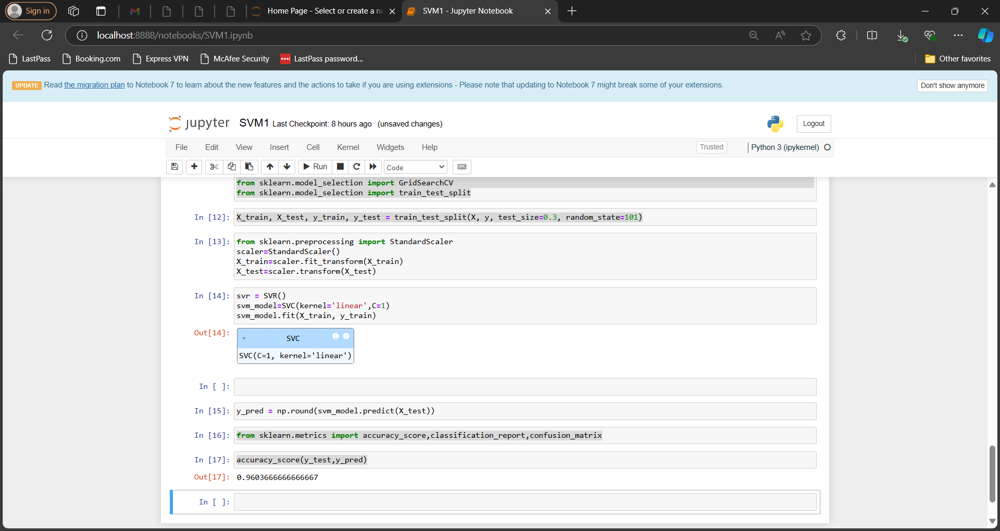 Sign in
Home Page - Select or create a n
SVM1 - Jupyter Notebook
localhost:8888/notebooks/SVM1.ipynb
LastPass
Booking.com
Express VPN
McAfee Security
LastPass password...
Other favorites
UPDATE Read the migration plan to Notebook 7 to learn about the new features and the actions to take if you are using extensions - Please note that updating to Notebook 7 might break some of your extensions.
Don't show anymore
jupyter SVM1 Last Checkpoint: 8 hours ago (unsaved changes)
Logout
File Edit View Insert Cell Kernel Widgets Help
Trusted
Python 3 (ipykernel)
Run
Code
from sklearn.model_selection import GridSearchCV
from sklearn.model_selection import train_test_split
In [12]: X_train, X_test, y_train, y_test = train_test_split(X, y, test_size=0.3, random_state=101)
In [13]: from sklearn.preprocessing import StandardScaler
scaler=StandardScaler()
X_train=scaler.fit_transform(X_train)
X_test=scaler.transform(X_test)
In [14]: svr = SVR()
svm_model=SVC(kernel='linear',C=1)
svm_model.fit(X_train, y_train)
Out[14]:
SVC
SVC(C=1, kernel='linear')
In [ ]:
In [15]: y_pred = np.round(svm_model.predict(X_test))
In [16]: from sklearn.metrics import accuracy_score,classification_report,confusion_matrix
In [17]: accuracy_score(y_test,y_pred)
Out[17]: 0.9603666666666667
In [ ]: